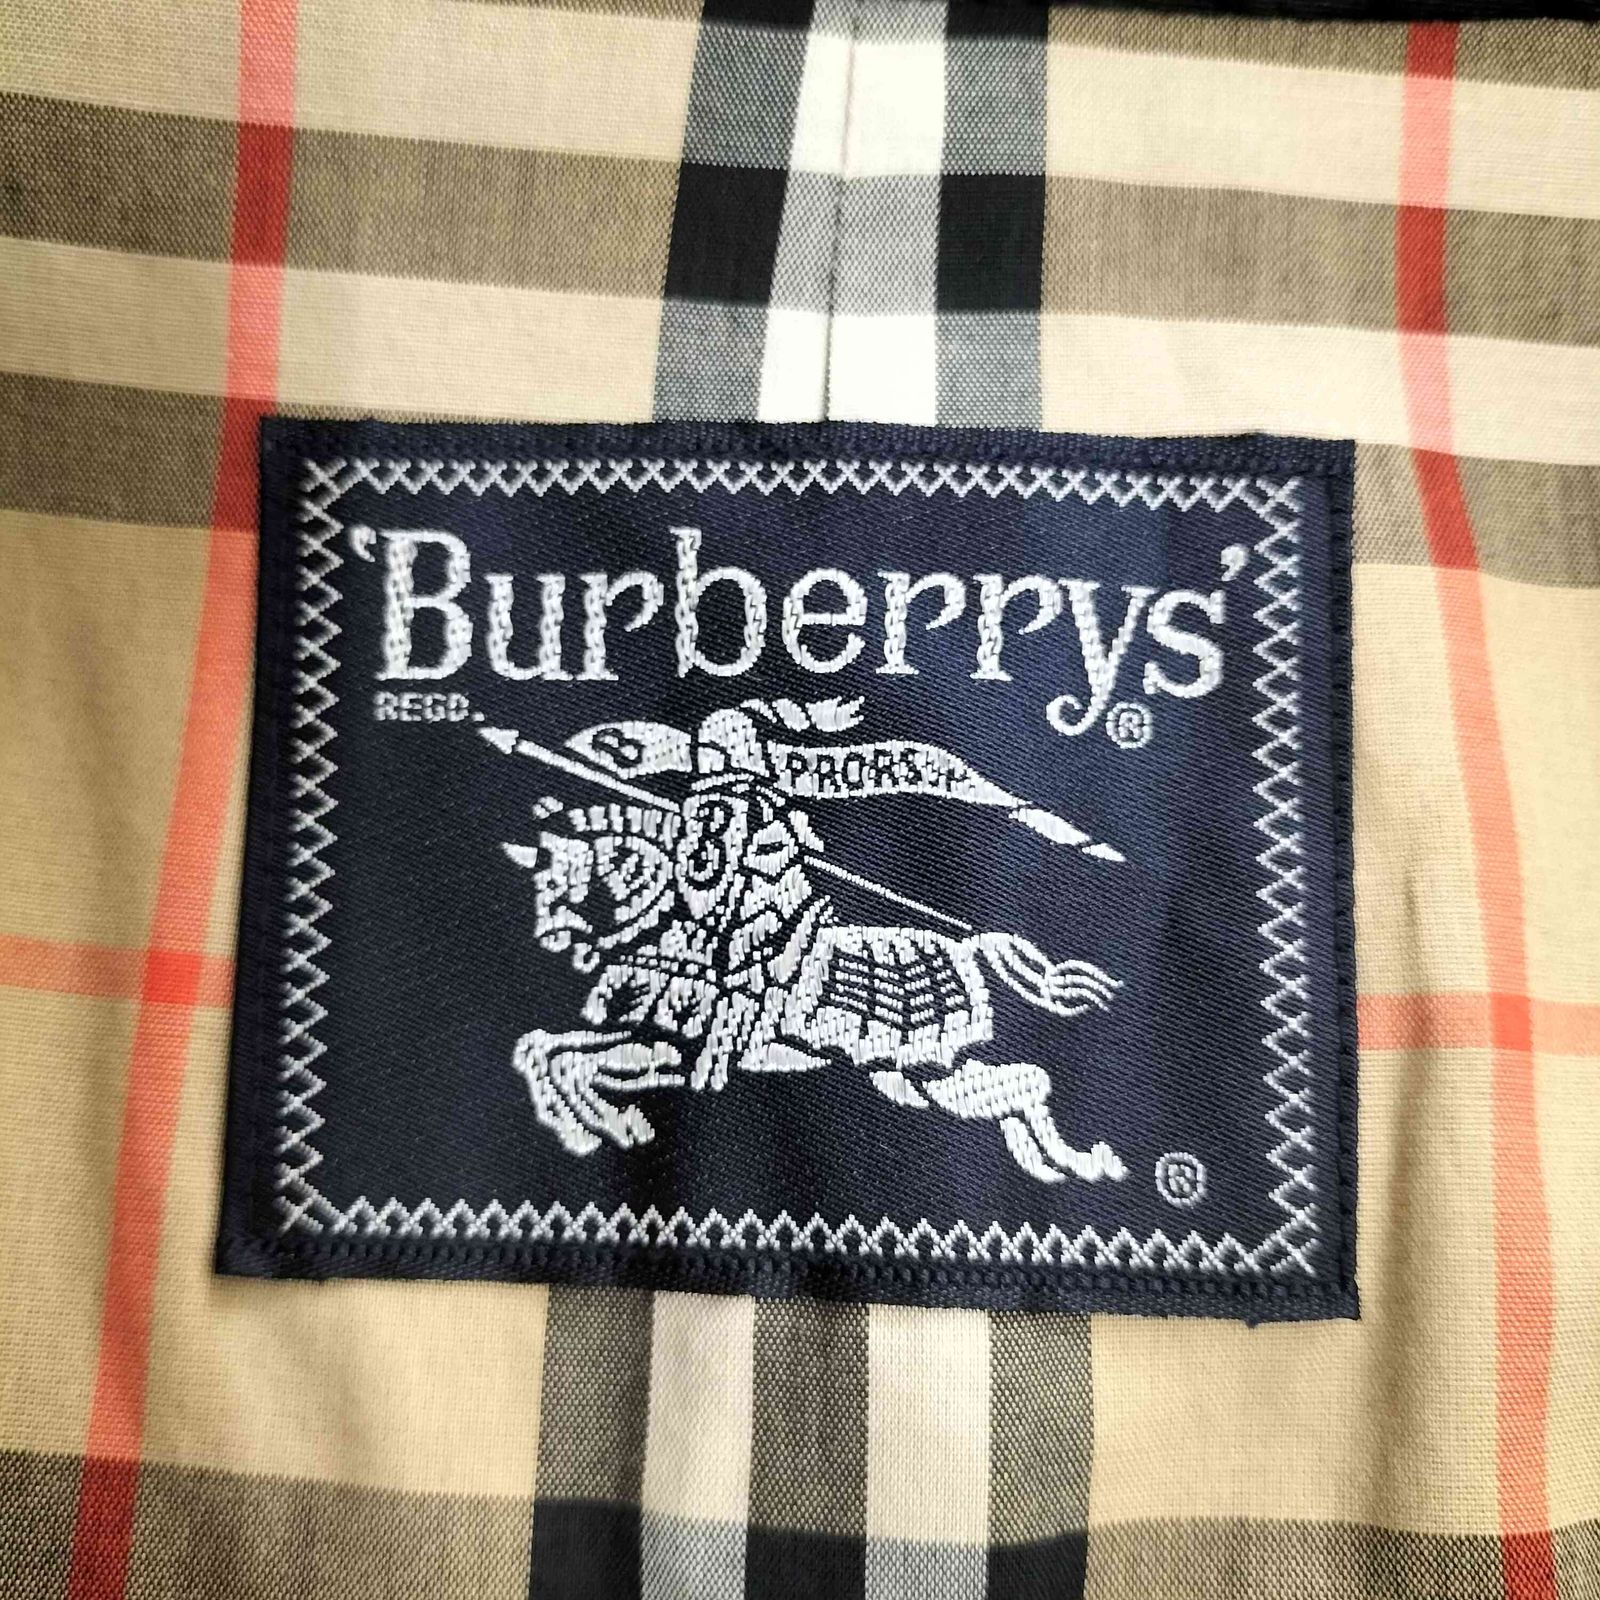 'Burberrys'
REGD. ®
B PRORSUM
B
®